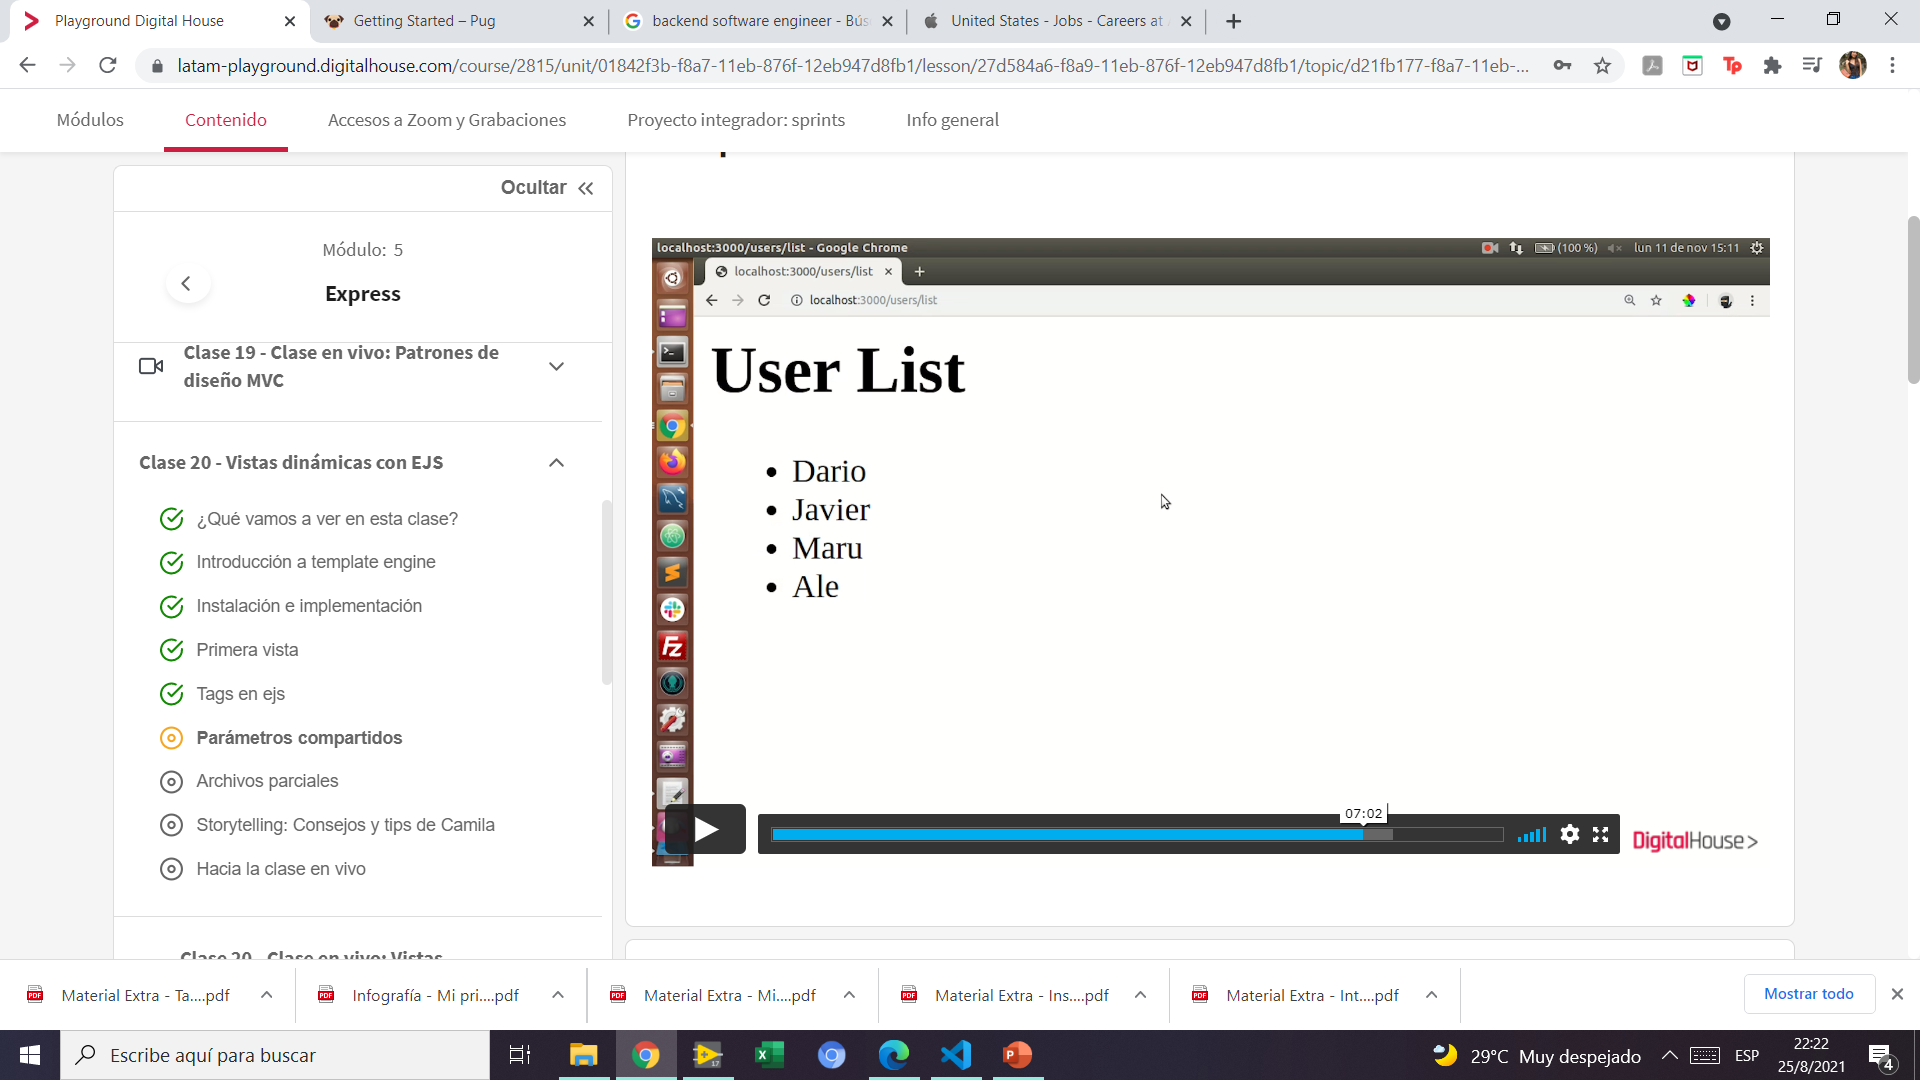 Playground Digital House
Getting Started – Pug
backend software engineer - Bús
United States - Jobs - Careers at
latam-playground.digitalhouse.com/course/2815/unit/01842f3b-f8a7-11eb-876f-12eb947d8fb1/lesson/27d584a6-f8a9-11eb-876f-12eb947d8fb1/topic/d21fb177-f8a7-11eb-...
Módulos
Contenido
Accesos a Zoom y Grabaciones
Proyecto integrador: sprints
Info general
Ocultar
Módulo: 5
Express
Clase 19 - Clase en vivo: Patrones de
diseño MVC
Clase 20 - Vistas dinámicas con EJS
¿Qué vamos a ver en esta clase?
Introducción a template engine
Instalación e implementación
Primera vista
Tags en ejs
Parámetros compartidos
Archivos parciales
Storytelling: Consejos y tips de Camila
Hacia la clase en vivo
Clase 20 - Clase en vivo: Vistas
localhost:3000/users/list - Google Chrome
(100 %)
lun 11 de nov 15:11
localhost:3000/users/list
localhost:3000/users/list
User List
Dario
Javier
Maru
Ale
07:02
DigitalHouse>
Material Extra - Ta....pdf
Infografía - Mi pri....pdf
Material Extra - Mi....pdf
Material Extra - Ins....pdf
Material Extra - Int....pdf
Mostrar todo
Escribe aquí para buscar
29°C Muy despejado
ESP
22:22
25/8/2021
4